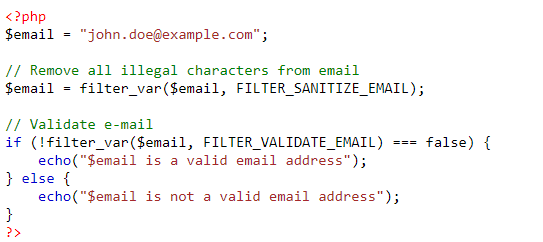 <?php
$email = "john.doe@example.com";
// Remove all illegal characters from email
$email = filter_var($email, FILTER_SANITIZE_EMAIL);
// Validate e-mail
if (!filter_var($email, FILTER_VALIDATE_EMAIL) === false) {
echo("$email is a valid email address");
} else {
echo("$email is not a valid email address");
}
?>